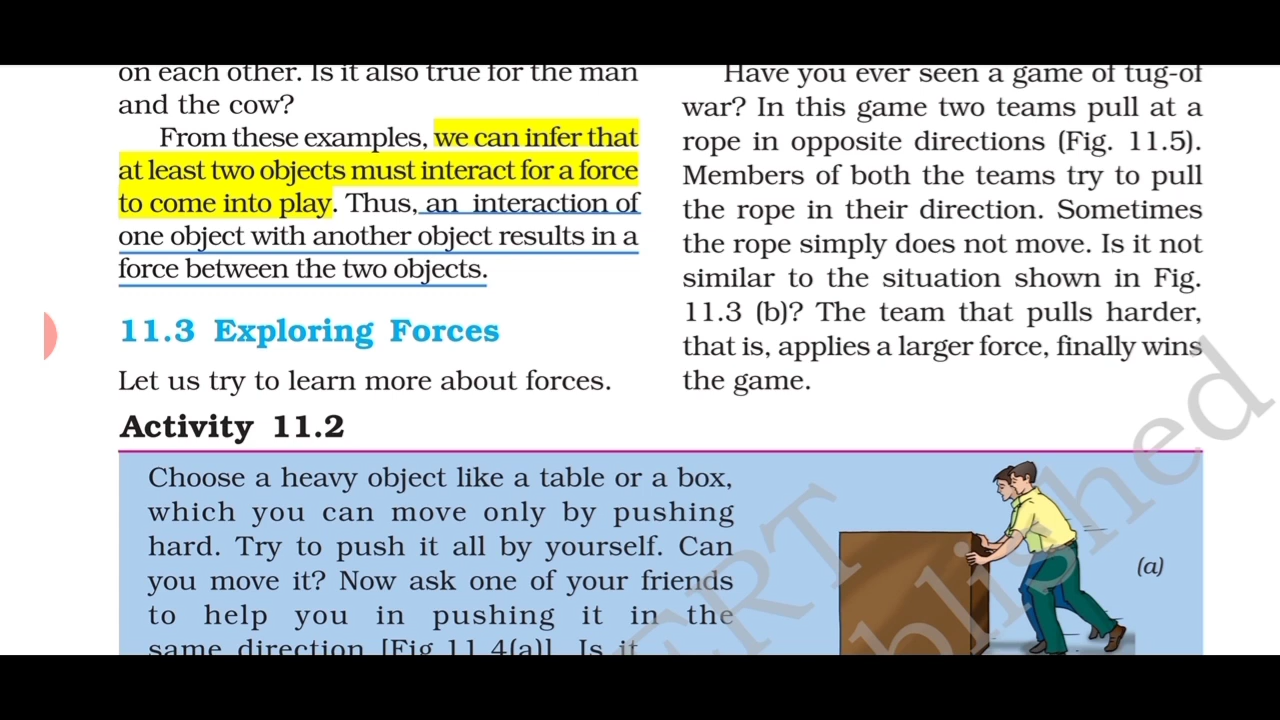 on each other. Is it also true for the man
and the cow?
From these examples, we can infer that
at least two objects must interact for a force
to come into play. Thus, an interaction of
one object with another object results in a
force between the two objects.
11.3 Exploring Forces
Let us try to learn more about forces.
Have you ever seen a game of tug-of
war? In this game two teams pull at a
rope in opposite directions (Fig. 11.5).
Members of both the teams try to pull
the rope in their direction. Sometimes
the rope simply does not move. Is it not
similar to the situation shown in Fig.
11.3 (b)? The team that pulls harder,
that is, applies a larger force, finally wins
the game.
Activity 11.2
Choose a heavy object like a table or a box,
which you can move only by pushing
hard. Try to push it all by yourself. Can
you move it? Now ask one of your friends
to help you in pushing it in the
same direction [Fig 11.4(a)]. Is it
(a)